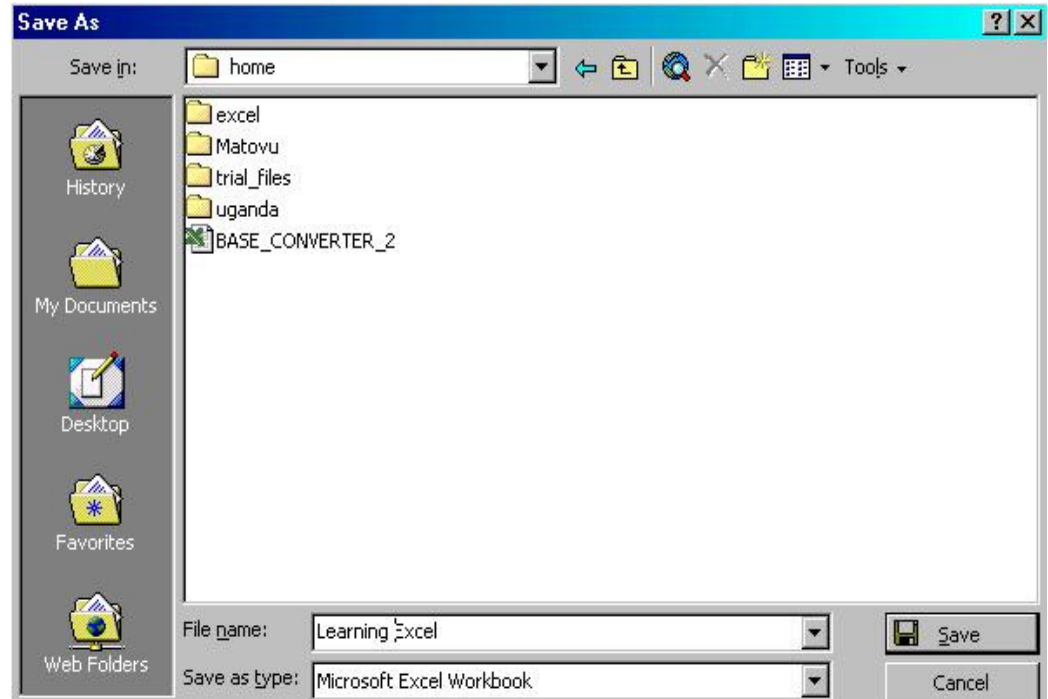 Save As
Save in:
home
Tools
History
My Documents
Desktop
Favorites
Web Folders
excel
Matovu
trial_files
uganda
BASE_CONVERTER_2
File name:
Learning Excel
Save
Save as type:
Microsoft Excel Workbook
Cancel